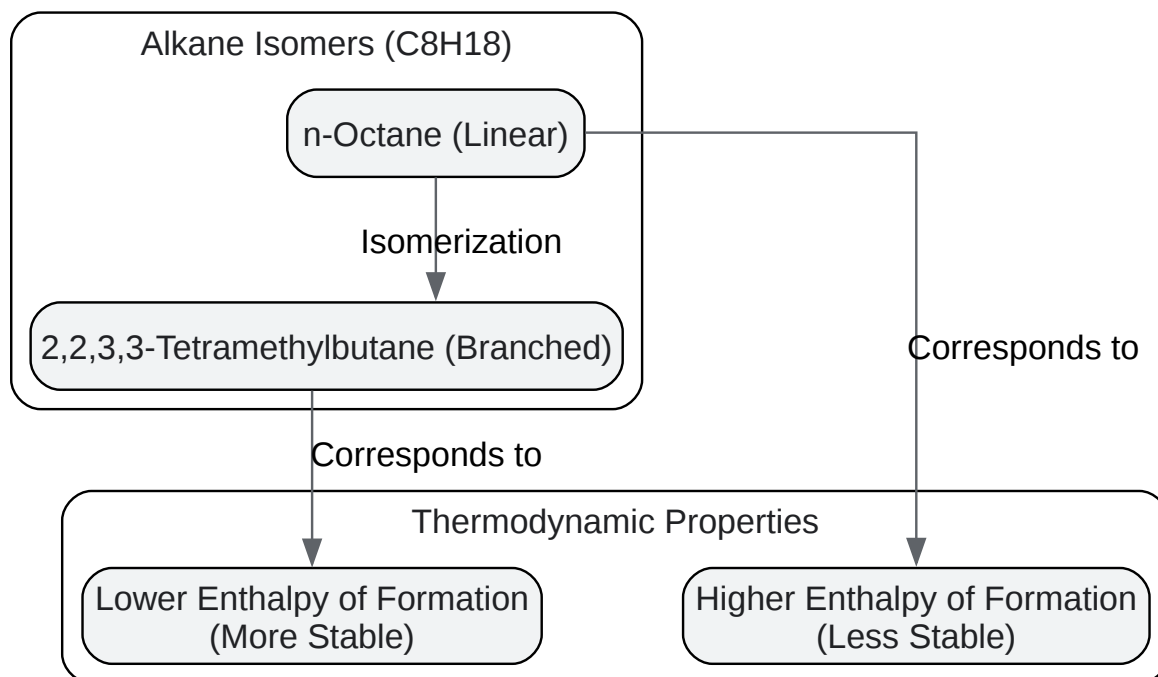 Alkane Isomers (C8H18)
n-Octane (Linear)
Isomerization
2,2,3,3-Tetramethylbutane (Branched)
Corresponds to
Corresponds to
Thermodynamic Properties
Lower Enthalpy of Formation
(More Stable)
Higher Enthalpy of Formation
(Less Stable)